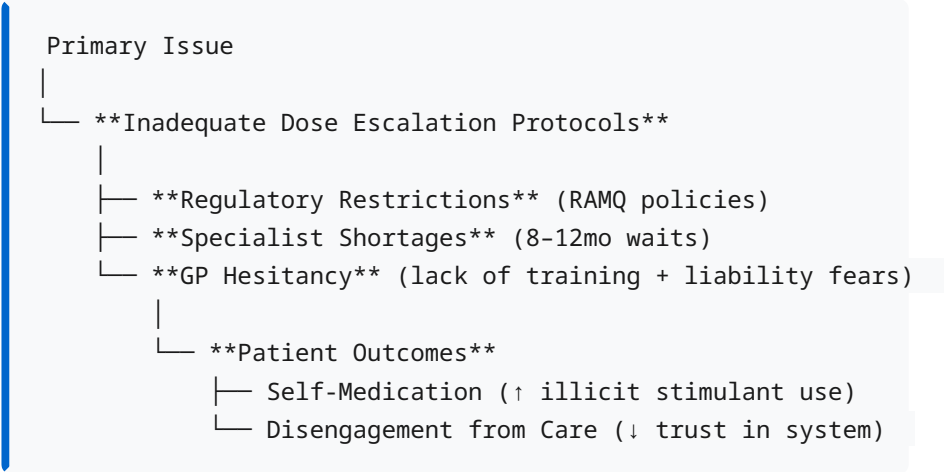 Primary Issue
│
└── **Inadequate Dose Escalation Protocols**
    │
    ├── **Regulatory Restrictions** (RAMQ policies)
    ├── **Specialist Shortages** (8–12mo waits)
    └── **GP Hesitancy** (lack of training + liability fears)
        │
        └── **Patient Outcomes**
            ├── Self-Medication (↑ illicit stimulant use)
            └── Disengagement from Care (↓ trust in system)